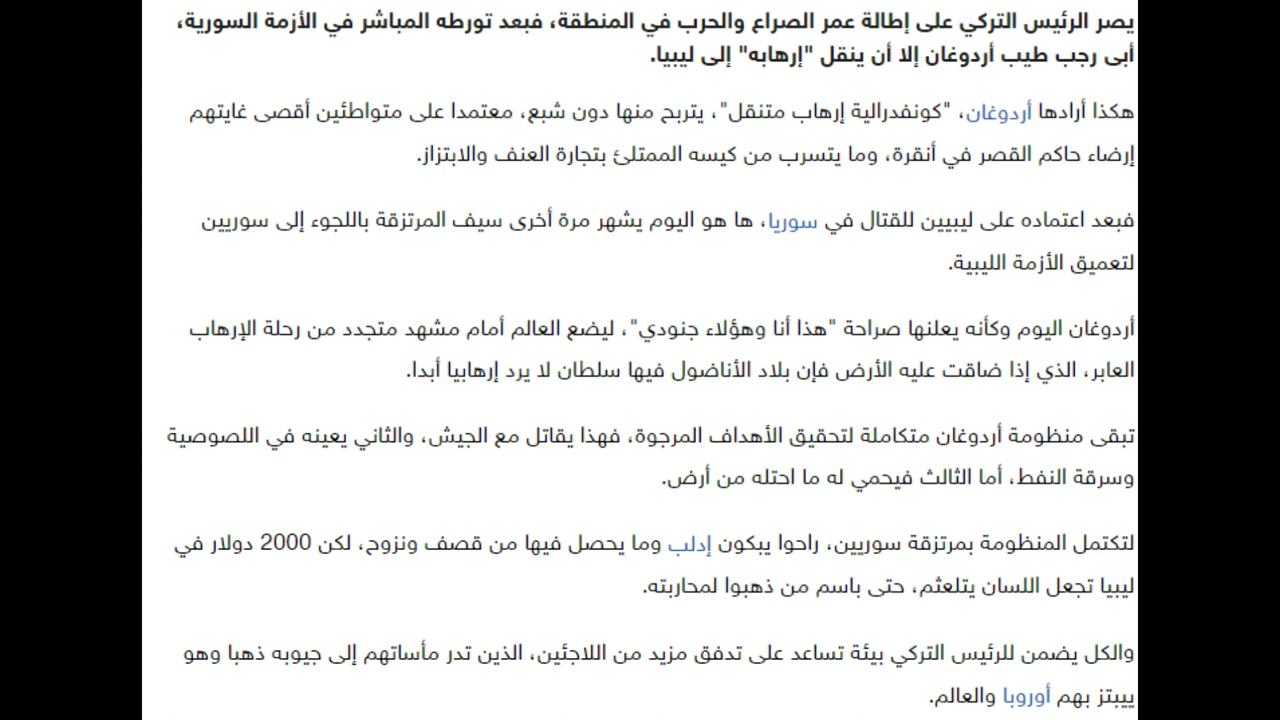 يصر الرئيس التركي على إطالة عمر الصراع والحرب في المنطقة، فبعد تورطه المباشر في الأزمة السورية،
أبى رجب طيب أردوغان إلا أن ينقل "إرهابه" إلى ليبيا.
هكذا أرادها أردوغان، "كونفدرالية إرهاب متنقل"، يتربح منها دون شبع، معتمدا على متواطئين أقصى غايتهم
إرضاء حاكم القصر في أنقرة، وما يتسرب من كيسه الممتلئ بتجارة العنف والابتزاز.
فبعد اعتماده على ليبيين للقتال في سوريا، ها هو اليوم يشهر مرة أخرى سيف المرتزقة باللجوء إلى سوريين
لتعميق الأزمة الليبية.
أردوغان اليوم وكأنه يعلنها صراحة "هذا أنا وهؤلاء جنودي"، ليضع العالم أمام مشهد متجدد من رحلة الإرهاب
العابر، الذي إذا ضاقت عليه الأرض فإن بلاد الأناضول فيها سلطان لا يرد إرهابيا أبدا.
تبقى منظومة أردوغان متكاملة لتحقيق الأهداف المرجوة، فهذا يقاتل مع الجيش، والثاني يعينه في اللصوصية
وسرقة النفط، أما الثالث فيحمي له ما احتله من أرض.
لتكتمل المنظومة بمرتزقة سوريين، راحوا يبكون إدلب وما يحصل فيها من قصف ونزوح، لكن 2000 دولار في
ليبيا تجعل اللسان يتلعثم، حتى باسم من ذهبوا لمحاربته.
والكل يضمن للرئيس التركي بيئة تساعد على تدفق مزيد من اللاجئين، الذين تدر مأساتهم إلى جيوبه ذهبا وهو
ييبتز بهم أوروبا والعالم.